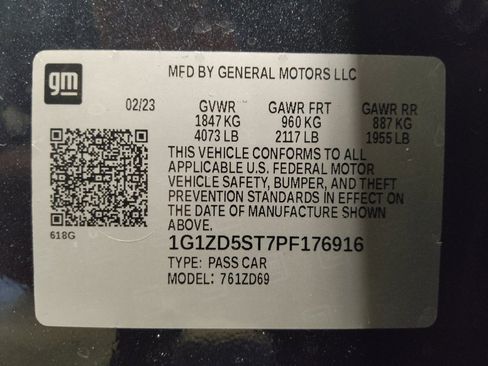 gm
MFD BY GENERAL MOTORS LLC
02/23 GVWR GAWR FRT GAWR RR
1847 KG 960 KG 887 KG
4073 LB 2117 LB 1955 LB
THIS VEHICLE CONFORMS TO ALL
APPLICABLE U.S. FEDERAL MOTOR
VEHICLE SAFETY, BUMPER, AND THEFT
PREVENTION STANDARDS IN EFFECT ON
THE DATE OF MANUFACTURE SHOWN
ABOVE.
618G
1G1ZD5ST7PF176916
TYPE: PASS CAR
MODEL: 761ZD69